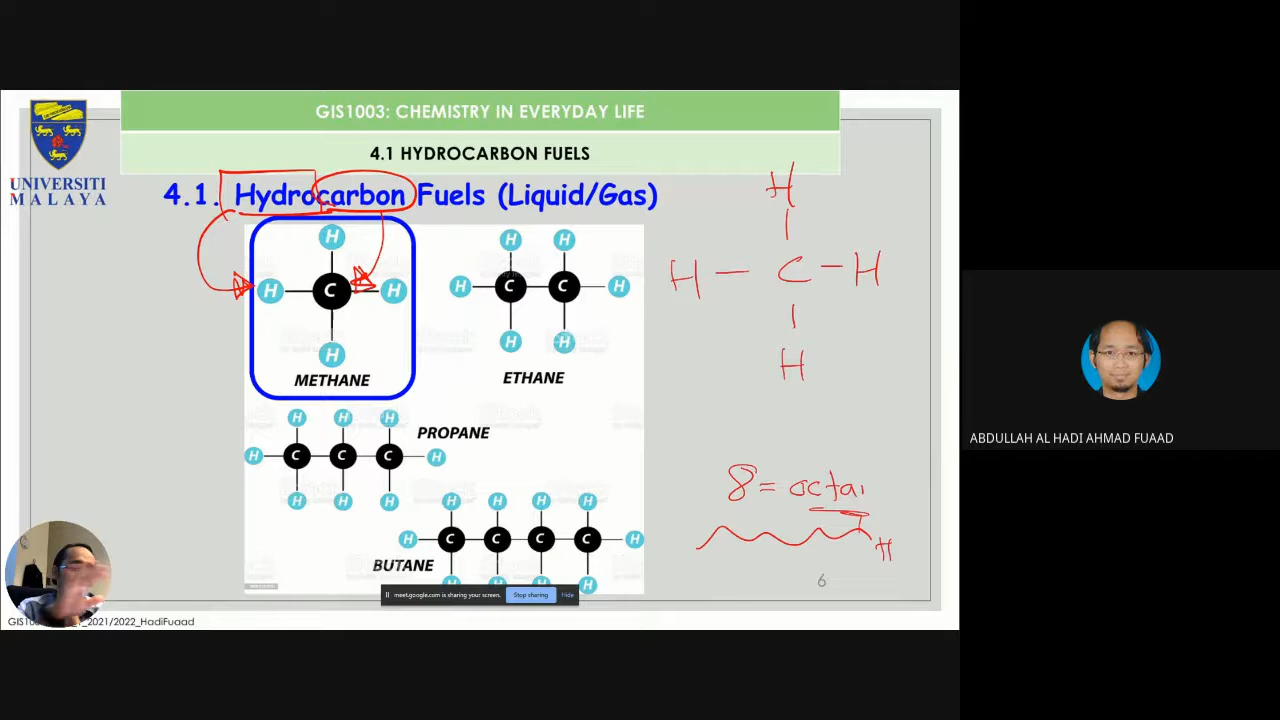 GIS1003: CHEMISTRY IN EVERYDAY LIFE
4.1 HYDROCARBON FUELS
UNIVERSITI
MALAYA
4.1. Hydrocarbon Fuels (Liquid/Gas)
H
H C H
H
METHANE
H H
H C C H
H H
ETHANE
H
H — C — H
H
H H H
H C C C H
H H H
PROPANE
H H H H
H C C C C H
H H
BUTANE
8 = octa
H
meet.google.com is sharing your screen.
Stop sharing
Hide
6
2021/2022_HadiFuaad
ABDULLAH AL HADI AHMAD FUAAD